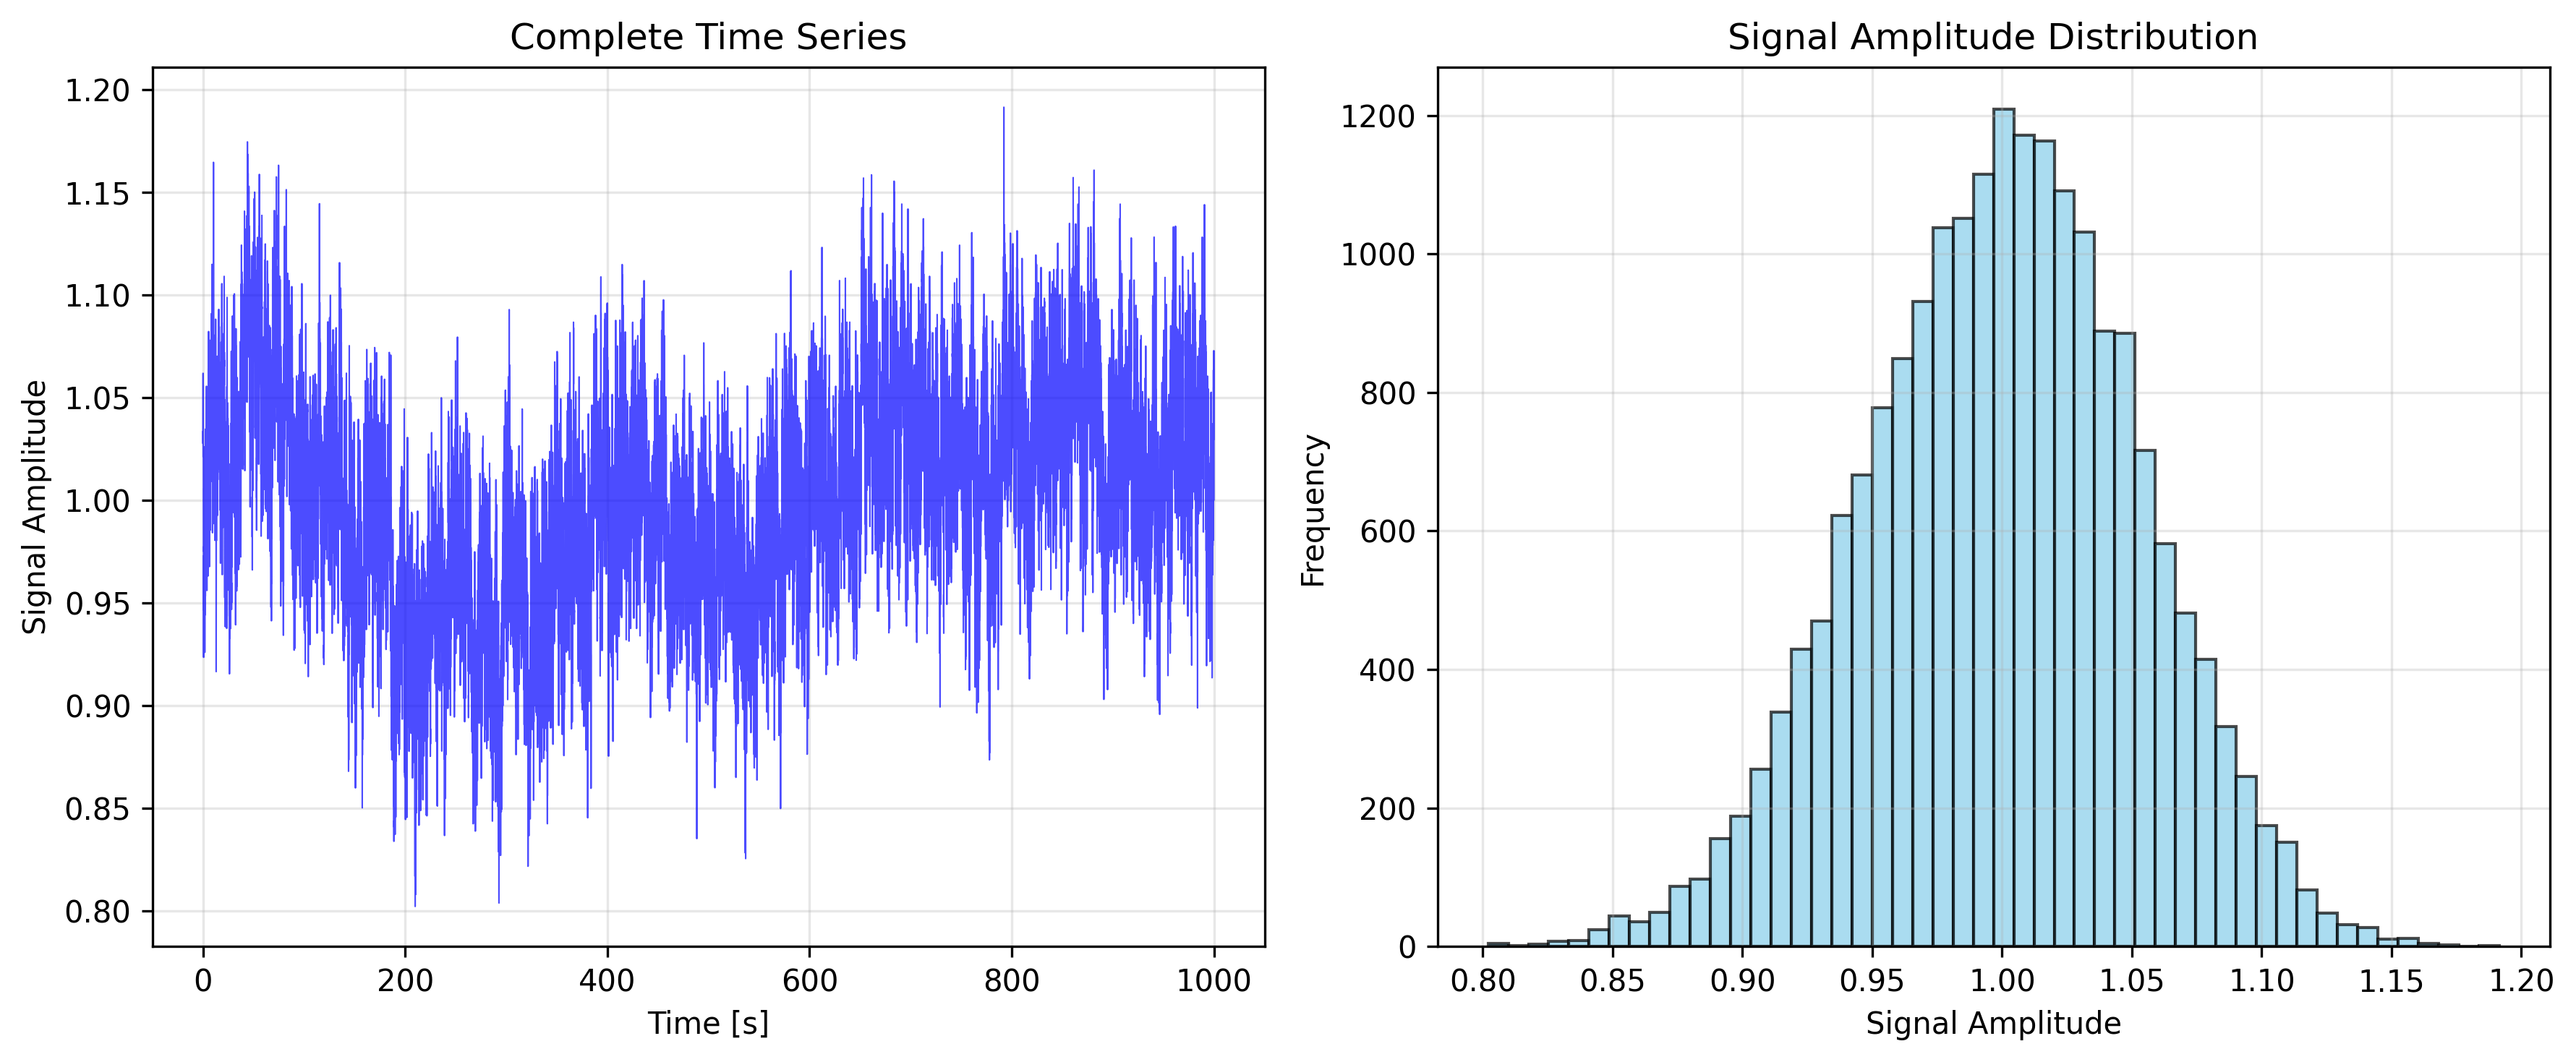 Complete Time Series
Signal Amplitude
1.20
1.15
1.10
1.05
1.00
0.95
0.90
0.85
0.80
0 200 400 600 800 1000
Time [s]
Signal Amplitude Distribution
Frequency
1200
1000
800
600
400
200
0
0.80 0.85 0.90 0.95 1.00 1.05 1.10 1.15 1.20
Signal Amplitude